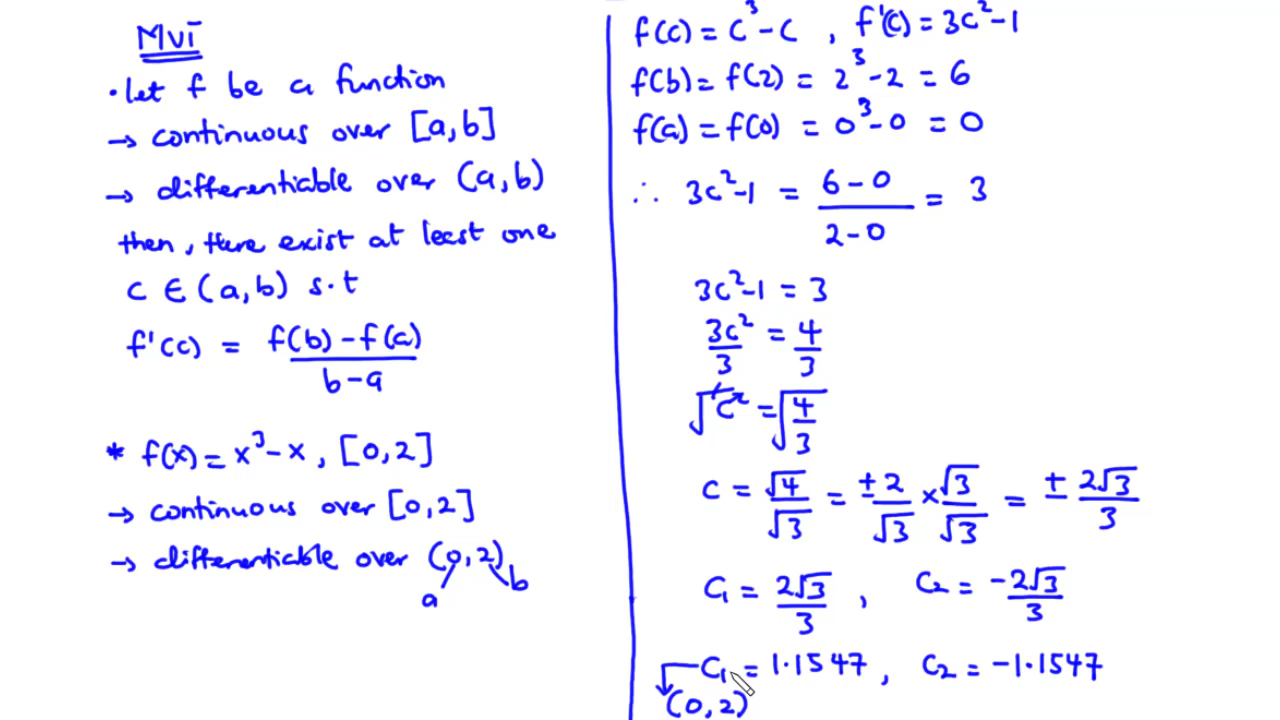 MVT
• let f be a function
→ continuous over [a,b]
→ differentiable over (a,b)
then, there exist at least one
c ∈ (a,b) s.t
f'(c) = f(b) - f(a) / b - a
* f(x) = x³ - x, [0,2]
→ continuous over [0,2]
→ differentiable over (0,2)
a b
f(c) = c³ - c , f'(c) = 3c² - 1
f(b) = f(2) = 2³ - 2 = 6
f(a) = f(0) = 0³ - 0 = 0
∴ 3c² - 1 = 6 - 0 / 2 - 0 = 3
3c² - 1 = 3
3c²/3 = 4/3
√c² = √4/3
c = √4/√3 = ±2/√3 × √3/√3 = ± 2√3/3
C₁ = 2√3/3 , C₂ = -2√3/3
C₁ = 1.1547 , C₂ = -1.1547
(0,2)